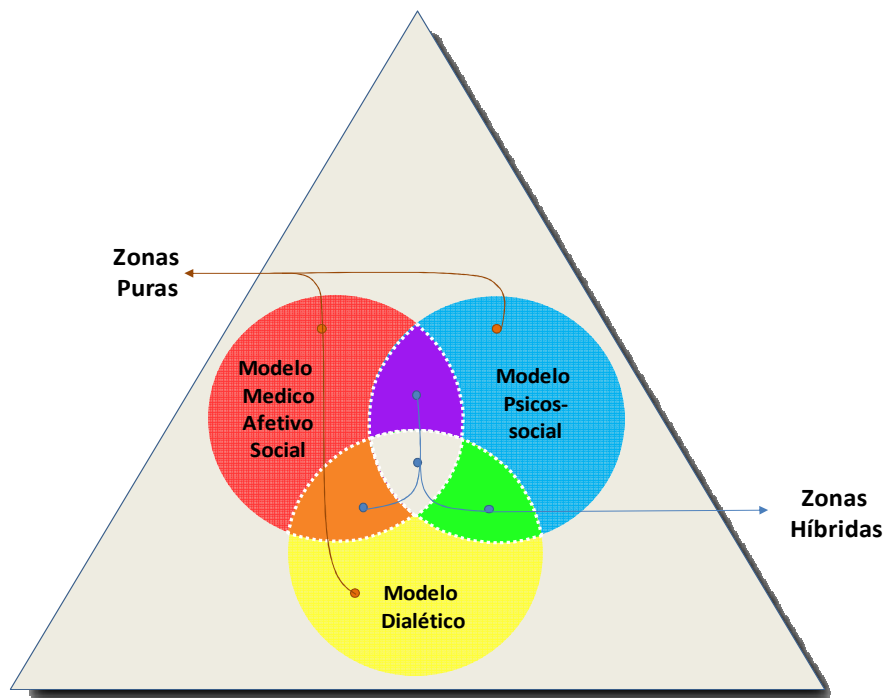 Zonas
Puras
Modelo
Medico
Afetivo
Social
Modelo
Psicos-
social
Modelo
Dialético
Zonas
Híbridas